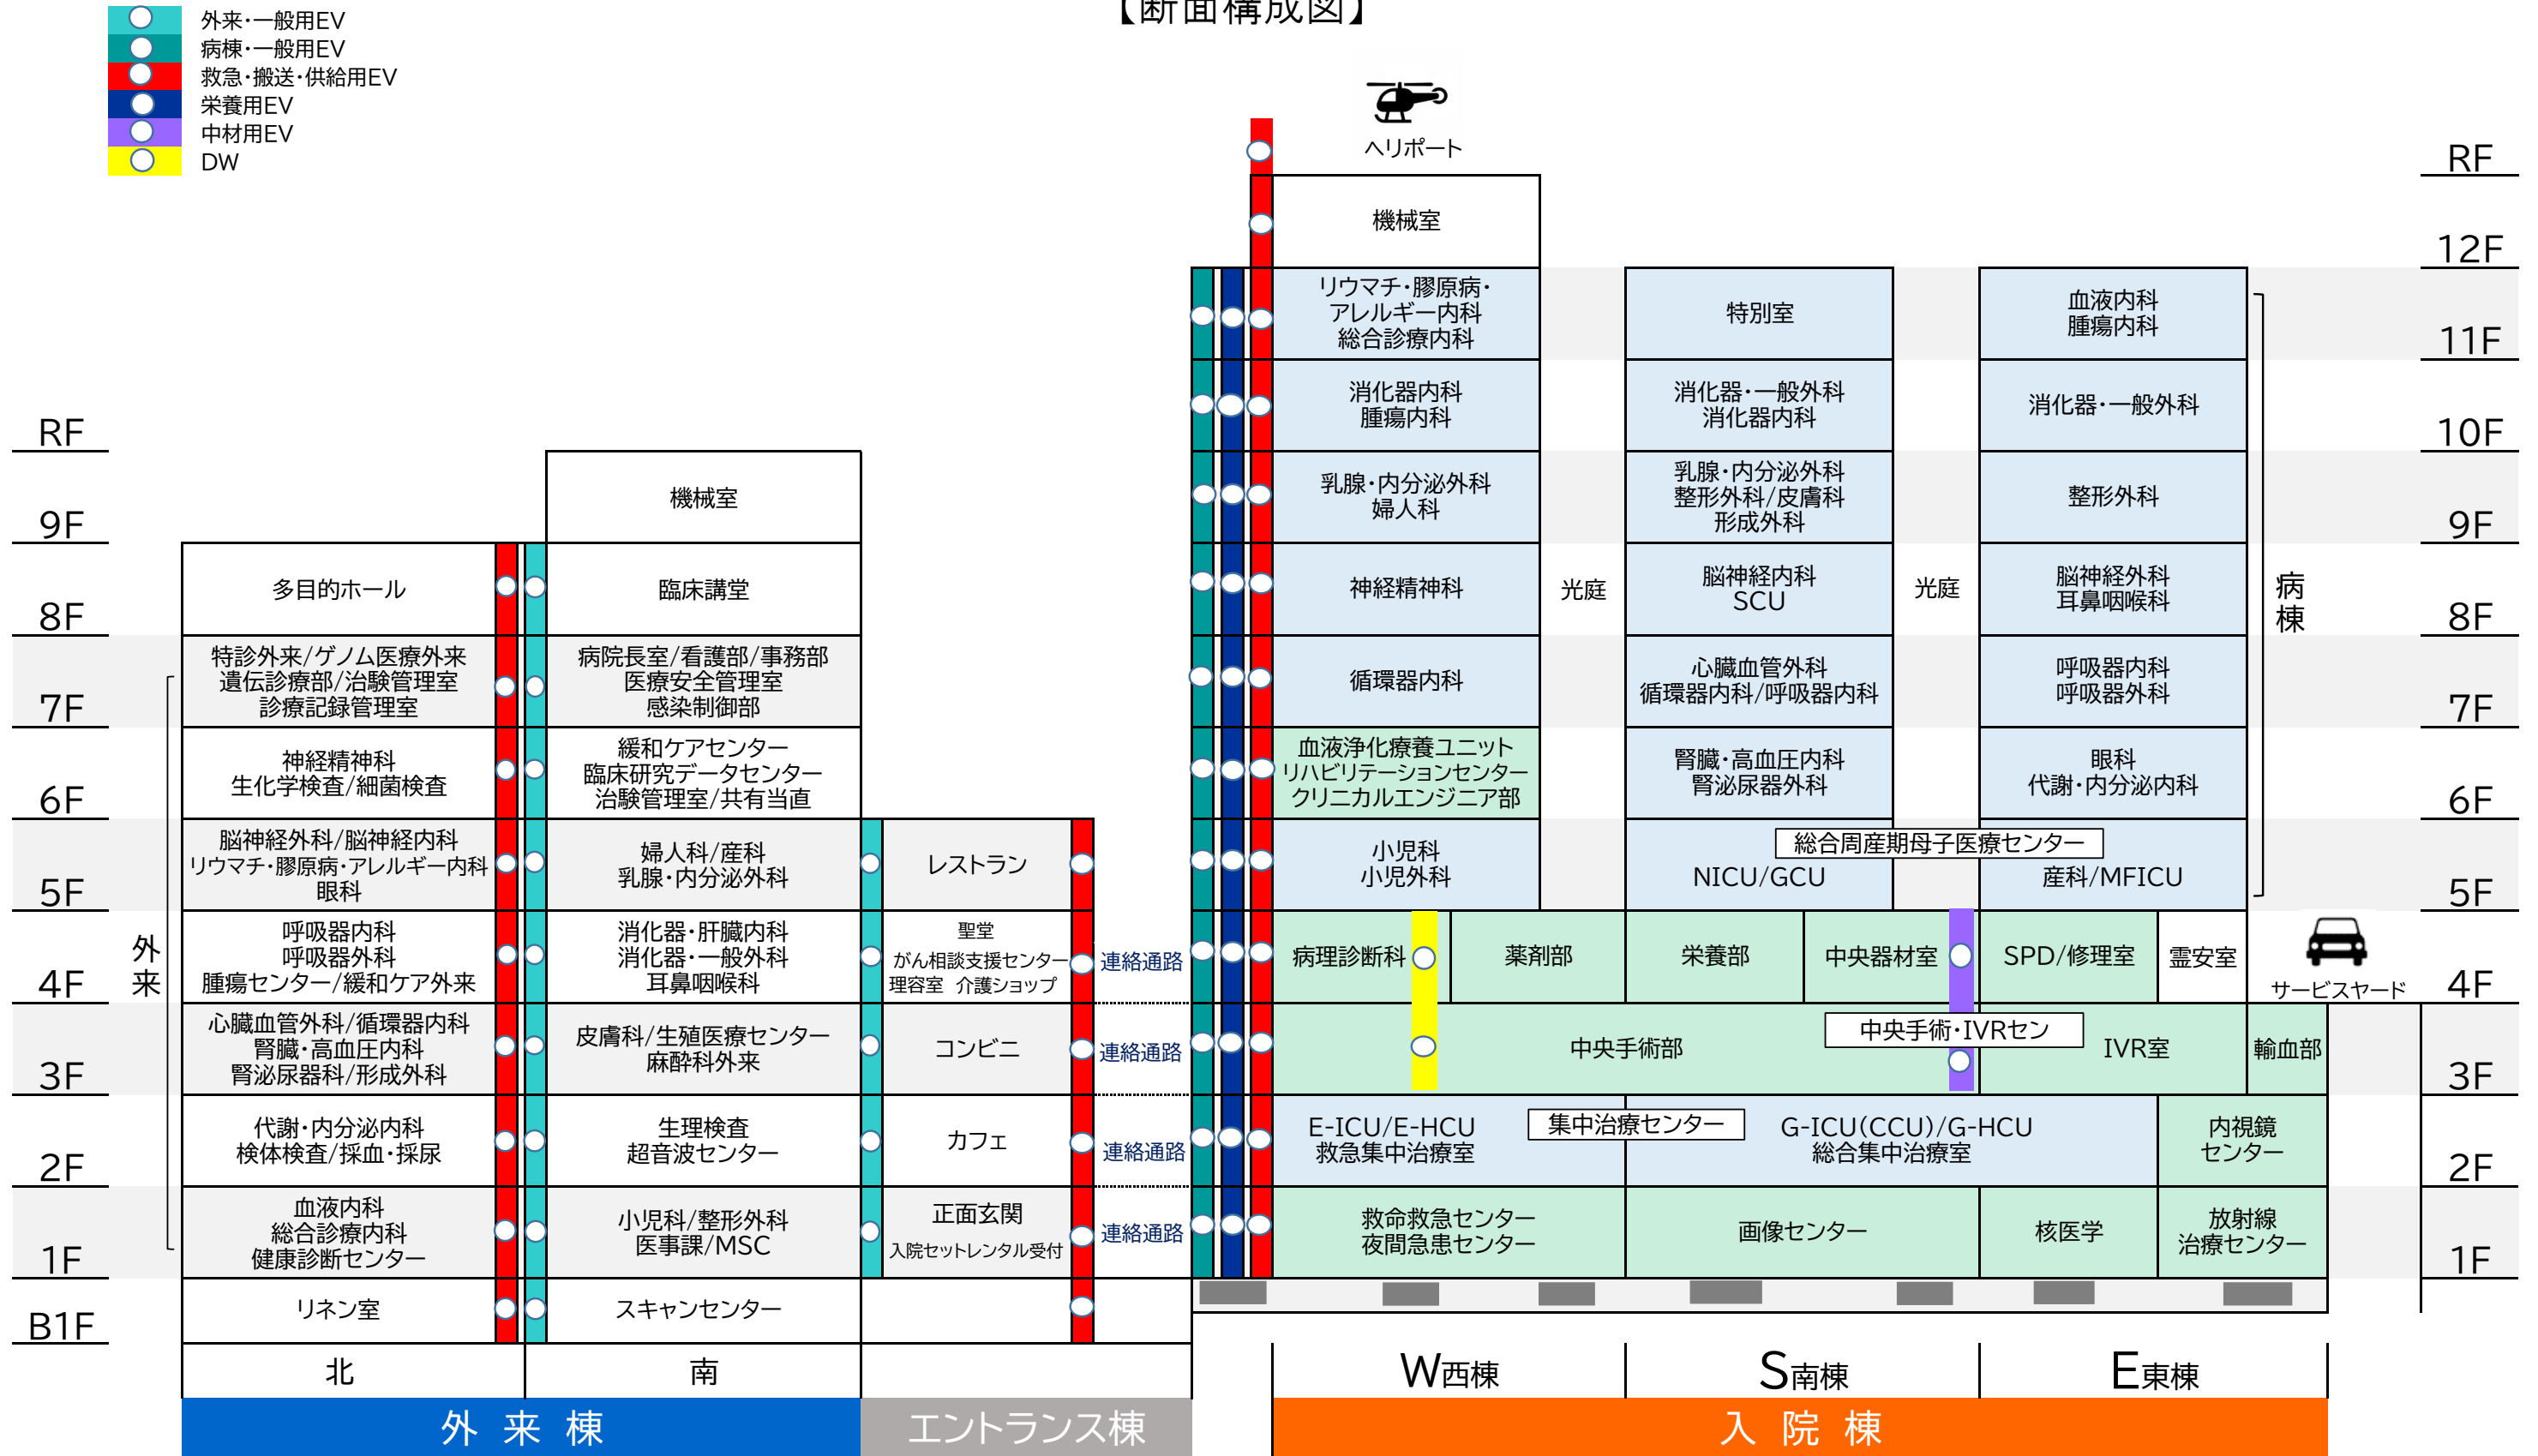 【断面構成図】
外来・一般用EV
病棟・一般用EV
救急・搬送・供給用EV
栄養用EV
中材用EV
DW
ヘリポート
RF
機械室
12F
リウマチ・膠原病・
アレルギー内科
総合診療内科
特別室
血液内科
腫瘍内科
11F
消化器内科
腫瘍内科
消化器・一般外科
消化器内科
消化器・一般外科
RF
10F
機械室
乳腺・内分泌外科
婦人科
乳腺・内分泌外科
整形外科/皮膚科
形成外科
整形外科
9F
9F
多目的ホール
臨床講堂
神経精神科
光庭
脳神経内科
SCU
光庭
脳神経外科
耳鼻咽喉科
病棟
8F
8F
特診外来/ゲノム医療外来
遺伝診療部/治験管理室
診療記録管理室
病院長室/看護部/事務部
医療安全管理室
感染制御部
循環器内科
心臓血管外科
循環器内科/呼吸器内科
呼吸器内科
呼吸器外科
7F
7F
神経精神科
生化学検査/細菌検査
緩和ケアセンター
臨床研究データセンター
治験管理室/共有当直
血液浄化療養ユニット
リハビリテーションセンター
クリニカルエンジニア部
腎臓・高血圧内科
腎泌尿器外科
眼科
代謝・内分泌内科
6F
6F
脳神経外科/脳神経内科
リウマチ・膠原病・アレルギー内科
眼科
婦人科/産科
乳腺・内分泌外科
レストラン
小児科
小児外科
総合周産期母子医療センター
NICU/GCU
産科/MFICU
5F
5F
外来
呼吸器内科
呼吸器外科
腫瘍センター/緩和ケア外来
消化器・肝臓内科
消化器・一般外科
耳鼻咽喉科
聖堂
がん相談支援センター
理容室 介護ショップ
連絡通路
病理診断科
薬剤部
栄養部
中央器材室
SPD/修理室
霊安室
サービスヤード
4F
4F
心臓血管外科/循環器内科
腎臓・高血圧内科
腎泌尿器科/形成外科
皮膚科/生殖医療センター
麻酔科外来
コンビニ
連絡通路
中央手術部
中央手術・IVRセン
IVR室
輸血部
3F
3F
代謝・内分泌内科
検体検査/採血・採尿
生理検査
超音波センター
カフェ
連絡通路
E-ICU/E-HCU
救急集中治療室
集中治療センター
G-ICU(CCU)/G-HCU
総合集中治療室
内視鏡
センター
2F
2F
血液内科
総合診療内科
健康診断センター
小児科/整形外科
医事課/MSC
正面玄関
入院セットレンタル受付
連絡通路
救命救急センター
夜間急患センター
画像センター
核医学
放射線
治療センター
1F
1F
リネン室
スキャンセンター
B1F
北
南
W西棟
S南棟
E東棟
外来棟
エントランス棟
入院棟